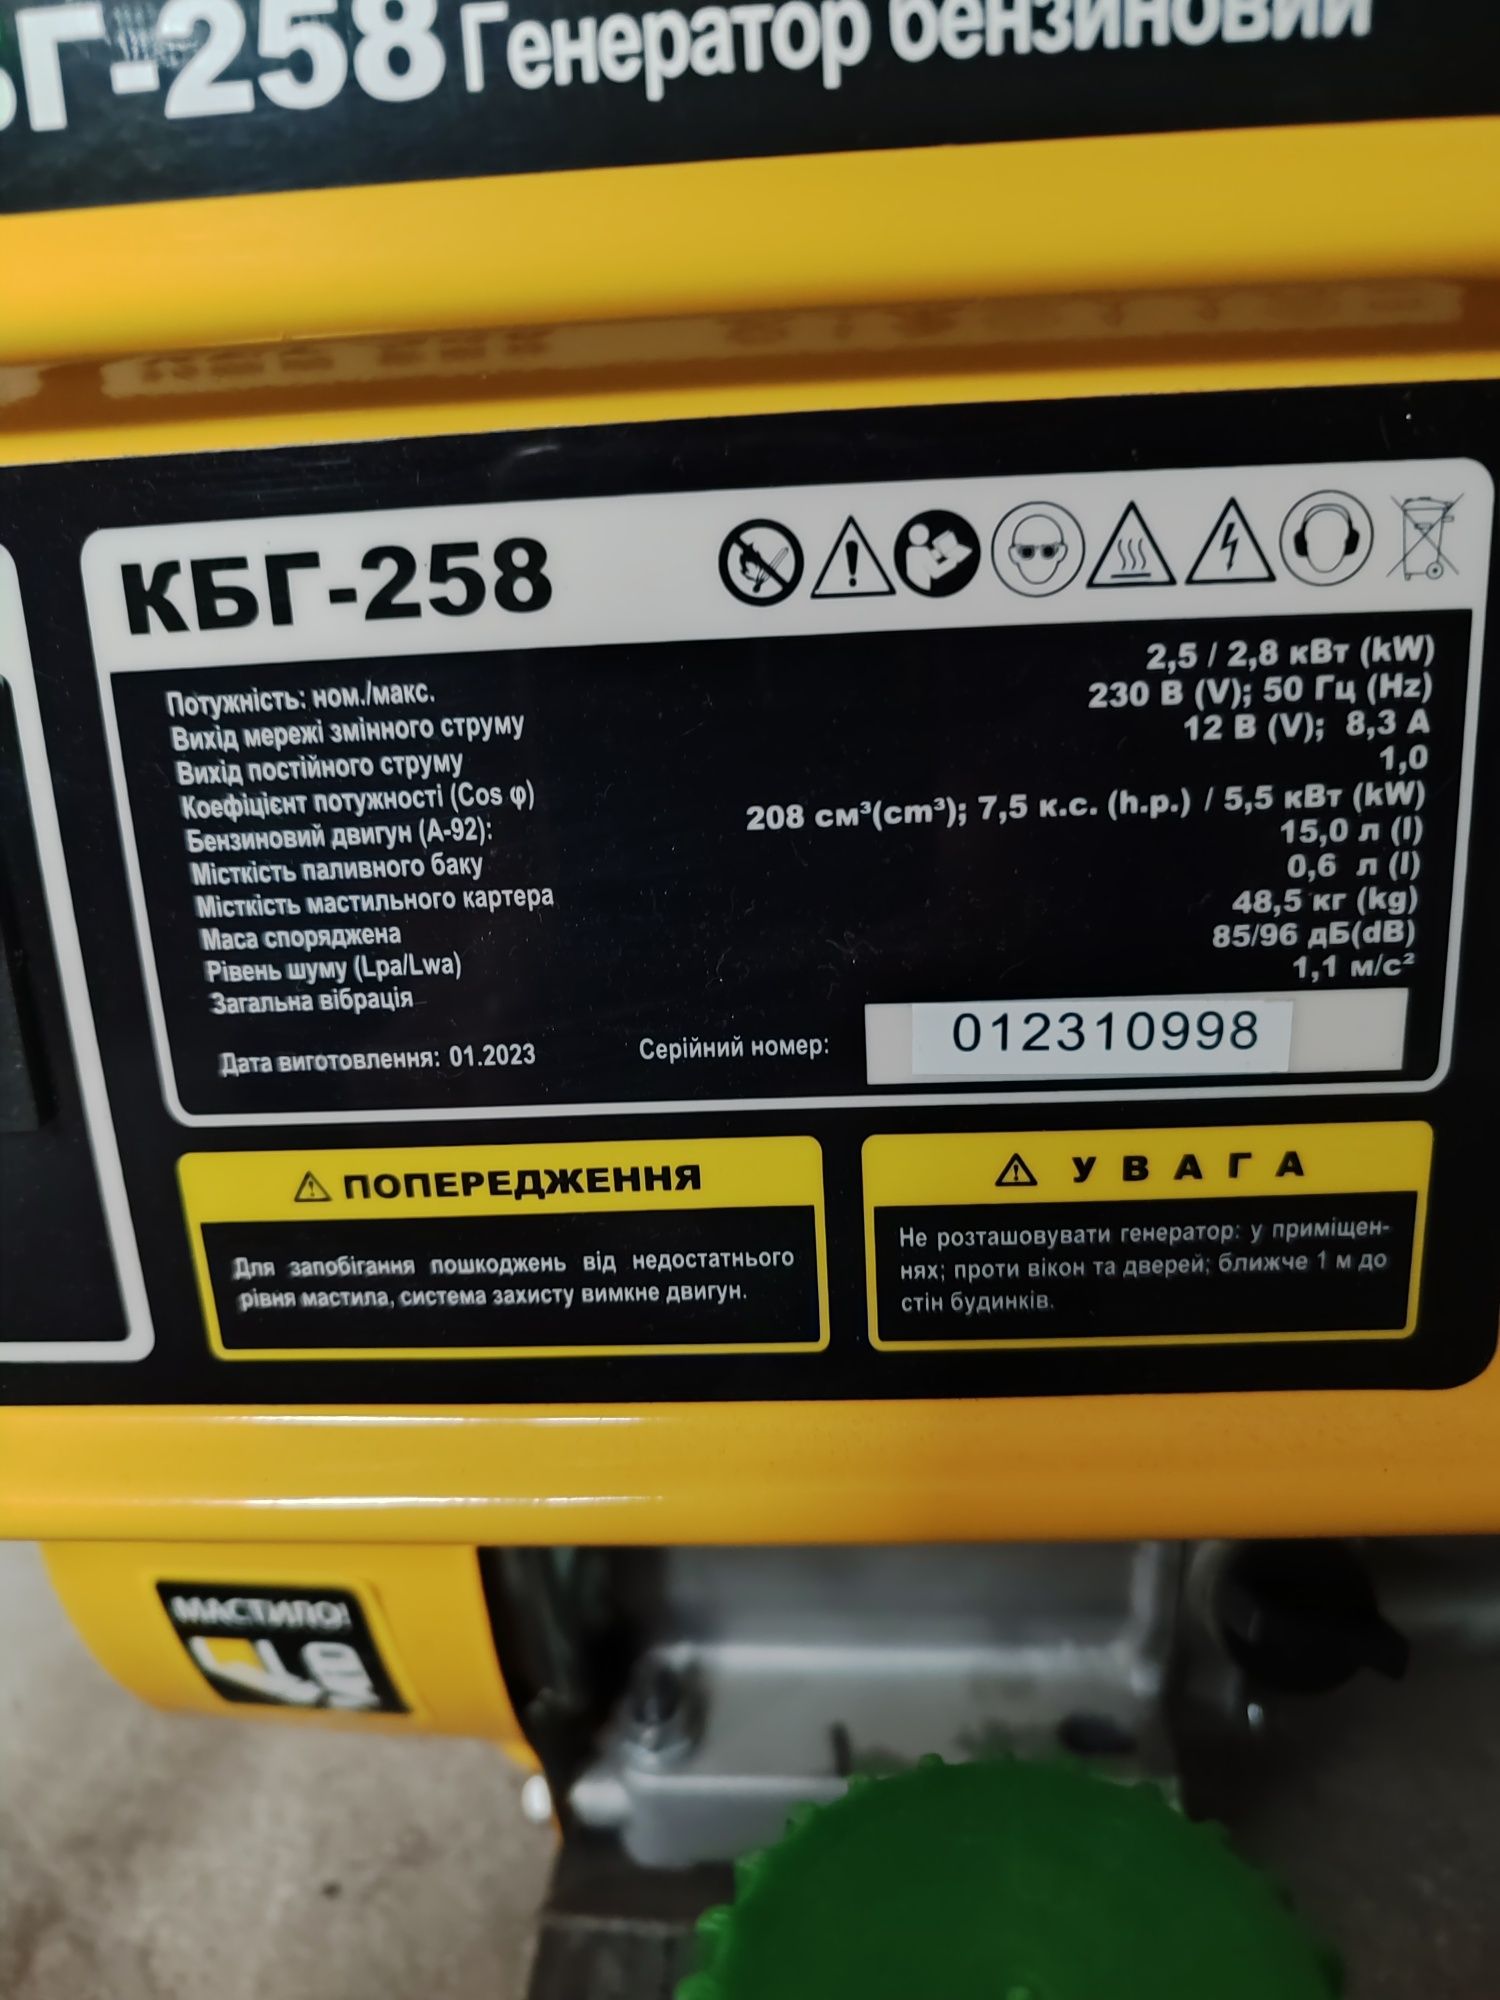 БГ-258 Генератор бензиновий
КБГ-258
Потужність: ном./макс. 2,5 / 2,8 кВт (kW)
Вихід мережі змінного струму 230 В (V); 50 Гц (Hz)
Вихід постійного струму 12 В (V); 8,3 А
Коефіцієнт потужності (Cos φ) 1,0
Бензиновий двигун (А-92): 208 см³(cm³); 7,5 к.с. (h.p.) / 5,5 кВт (kW)
Місткість паливного баку 15,0 л (l)
Місткість мастильного картера 0,6 л (l)
Маса споряджена 48,5 кг (kg)
Рівень шуму (Lpa/Lwa) 85/96 дБ(dB)
Загальна вібрація 1,1 м/с²
Дата виготовлення: 01.2023 Серійний номер: 012310998
ПОПЕРЕДЖЕННЯ
Для запобігання пошкоджень від недостатнього
рівня мастила, система захисту вимкне двигун.
УВАГА
Не розташовувати генератор: у приміщен-
нях; проти вікон та дверей; ближче 1 м до
стін будинків.
МАСТИЛО!